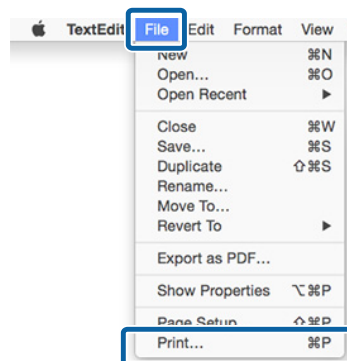 TextEdit File Edit Format View
New ⌘N
Open... ⌘O
Open Recent ▶
Close ⌘W
Save... ⌘S
Duplicate ⇧⌘S
Rename...
Move To...
Revert To ▶
Export as PDF...
Show Properties ⌥⌘P
Page Setup ⇧⌘P
Print... ⌘P